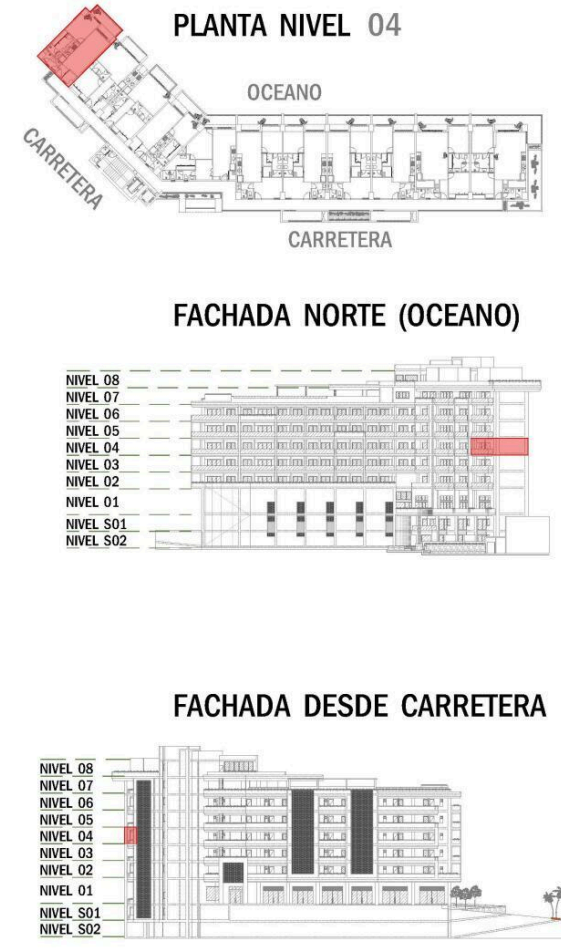 PLANTA NIVEL 04
OCEANO
CARRETERA
CARRETERA
FACHADA NORTE (OCEANO)
NIVEL 08
NIVEL 07
NIVEL 06
NIVEL 05
NIVEL 04
NIVEL 03
NIVEL 02
NIVEL 01
NIVEL S01
NIVEL S02
FACHADA DESDE CARRETERA
NIVEL 08
NIVEL 07
NIVEL 06
NIVEL 05
NIVEL 04
NIVEL 03
NIVEL 02
NIVEL 01
NIVEL S01
NIVEL S02